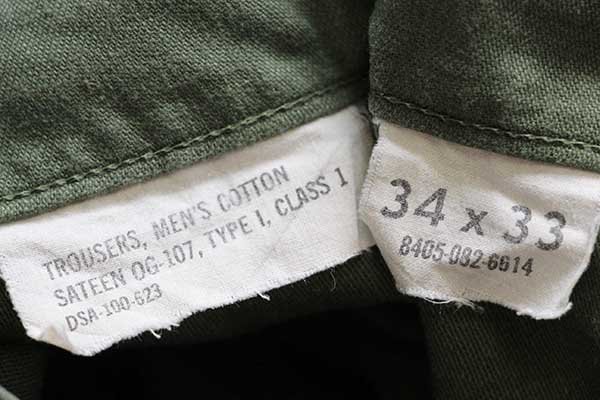 TROUSERS, MEN'S COTTON
SATEEN OG-107, TYPE I, CLASS 1
DSA-100-623
34 x 33
8405-082-6614